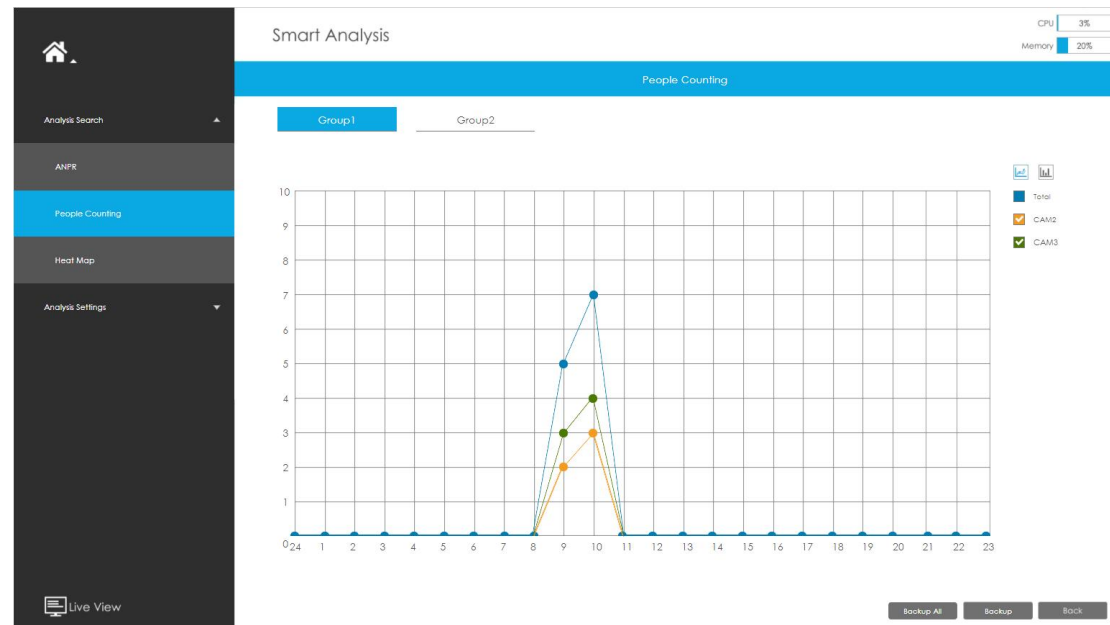 Smart Analysis
CPU 3%
Memory 20%
People Counting
Analysis Search
ANPR
People Counting
Heat Map
Analysis Settings
Live View
Group1 Group2
Total
CAM2
CAM3
10
9
8
7
6
5
4
3
2
1
0
24 1 2 3 4 5 6 7 8 9 10 11 12 13 14 15 16 17 18 19 20 21 22 23
Backup All Backup Back